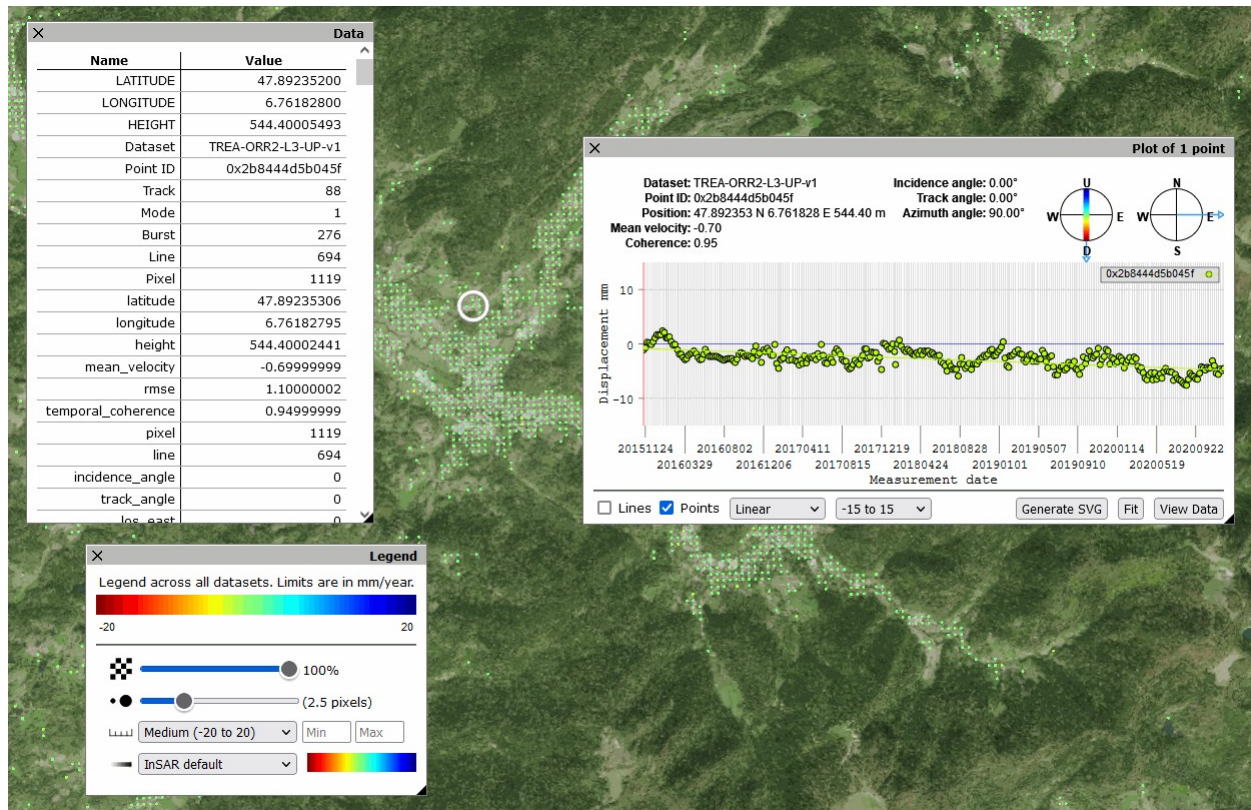 Data
Name Value
LATITUDE 47.89235200
LONGITUDE 6.76182800
HEIGHT 544.40005493
Dataset TREA-ORR2-L3-UP-v1
Point ID 0x2b8444d5b045f
Track 88
Mode 1
Burst 276
Line 694
Pixel 1119
latitude 47.89235306
longitude 6.76182795
height 544.40002441
mean_velocity -0.69999999
rmse 1.10000002
temporal_coherence 0.94999999
pixel 1119
line 694
incidence_angle 0
track_angle 0
los_east 0
Plot of 1 point
Dataset: TREA-ORR2-L3-UP-v1
Point ID: 0x2b8444d5b045f
Position: 47.892353 N 6.761828 E 544.40 m
Mean velocity: -0.70
Coherence: 0.95
Incidence angle: 0.00°
Track angle: 0.00°
Azimuth angle: 90.00°
U
W E
D
N
W E
S
0x2b8444d5b045f
Displacement mm
10
0
-10
20151124 20160802 20170411 20171219 20180828 20190507 20200114 20200922
20160329 20161206 20170815 20180424 20190101 20190910 20200519
Measurement date
Lines Points Linear -15 to 15 Generate SVG Fit View Data
Legend
Legend across all datasets. Limits are in mm/year.
-20 20
100%
(2.5 pixels)
Medium (-20 to 20) Min Max
InSAR default